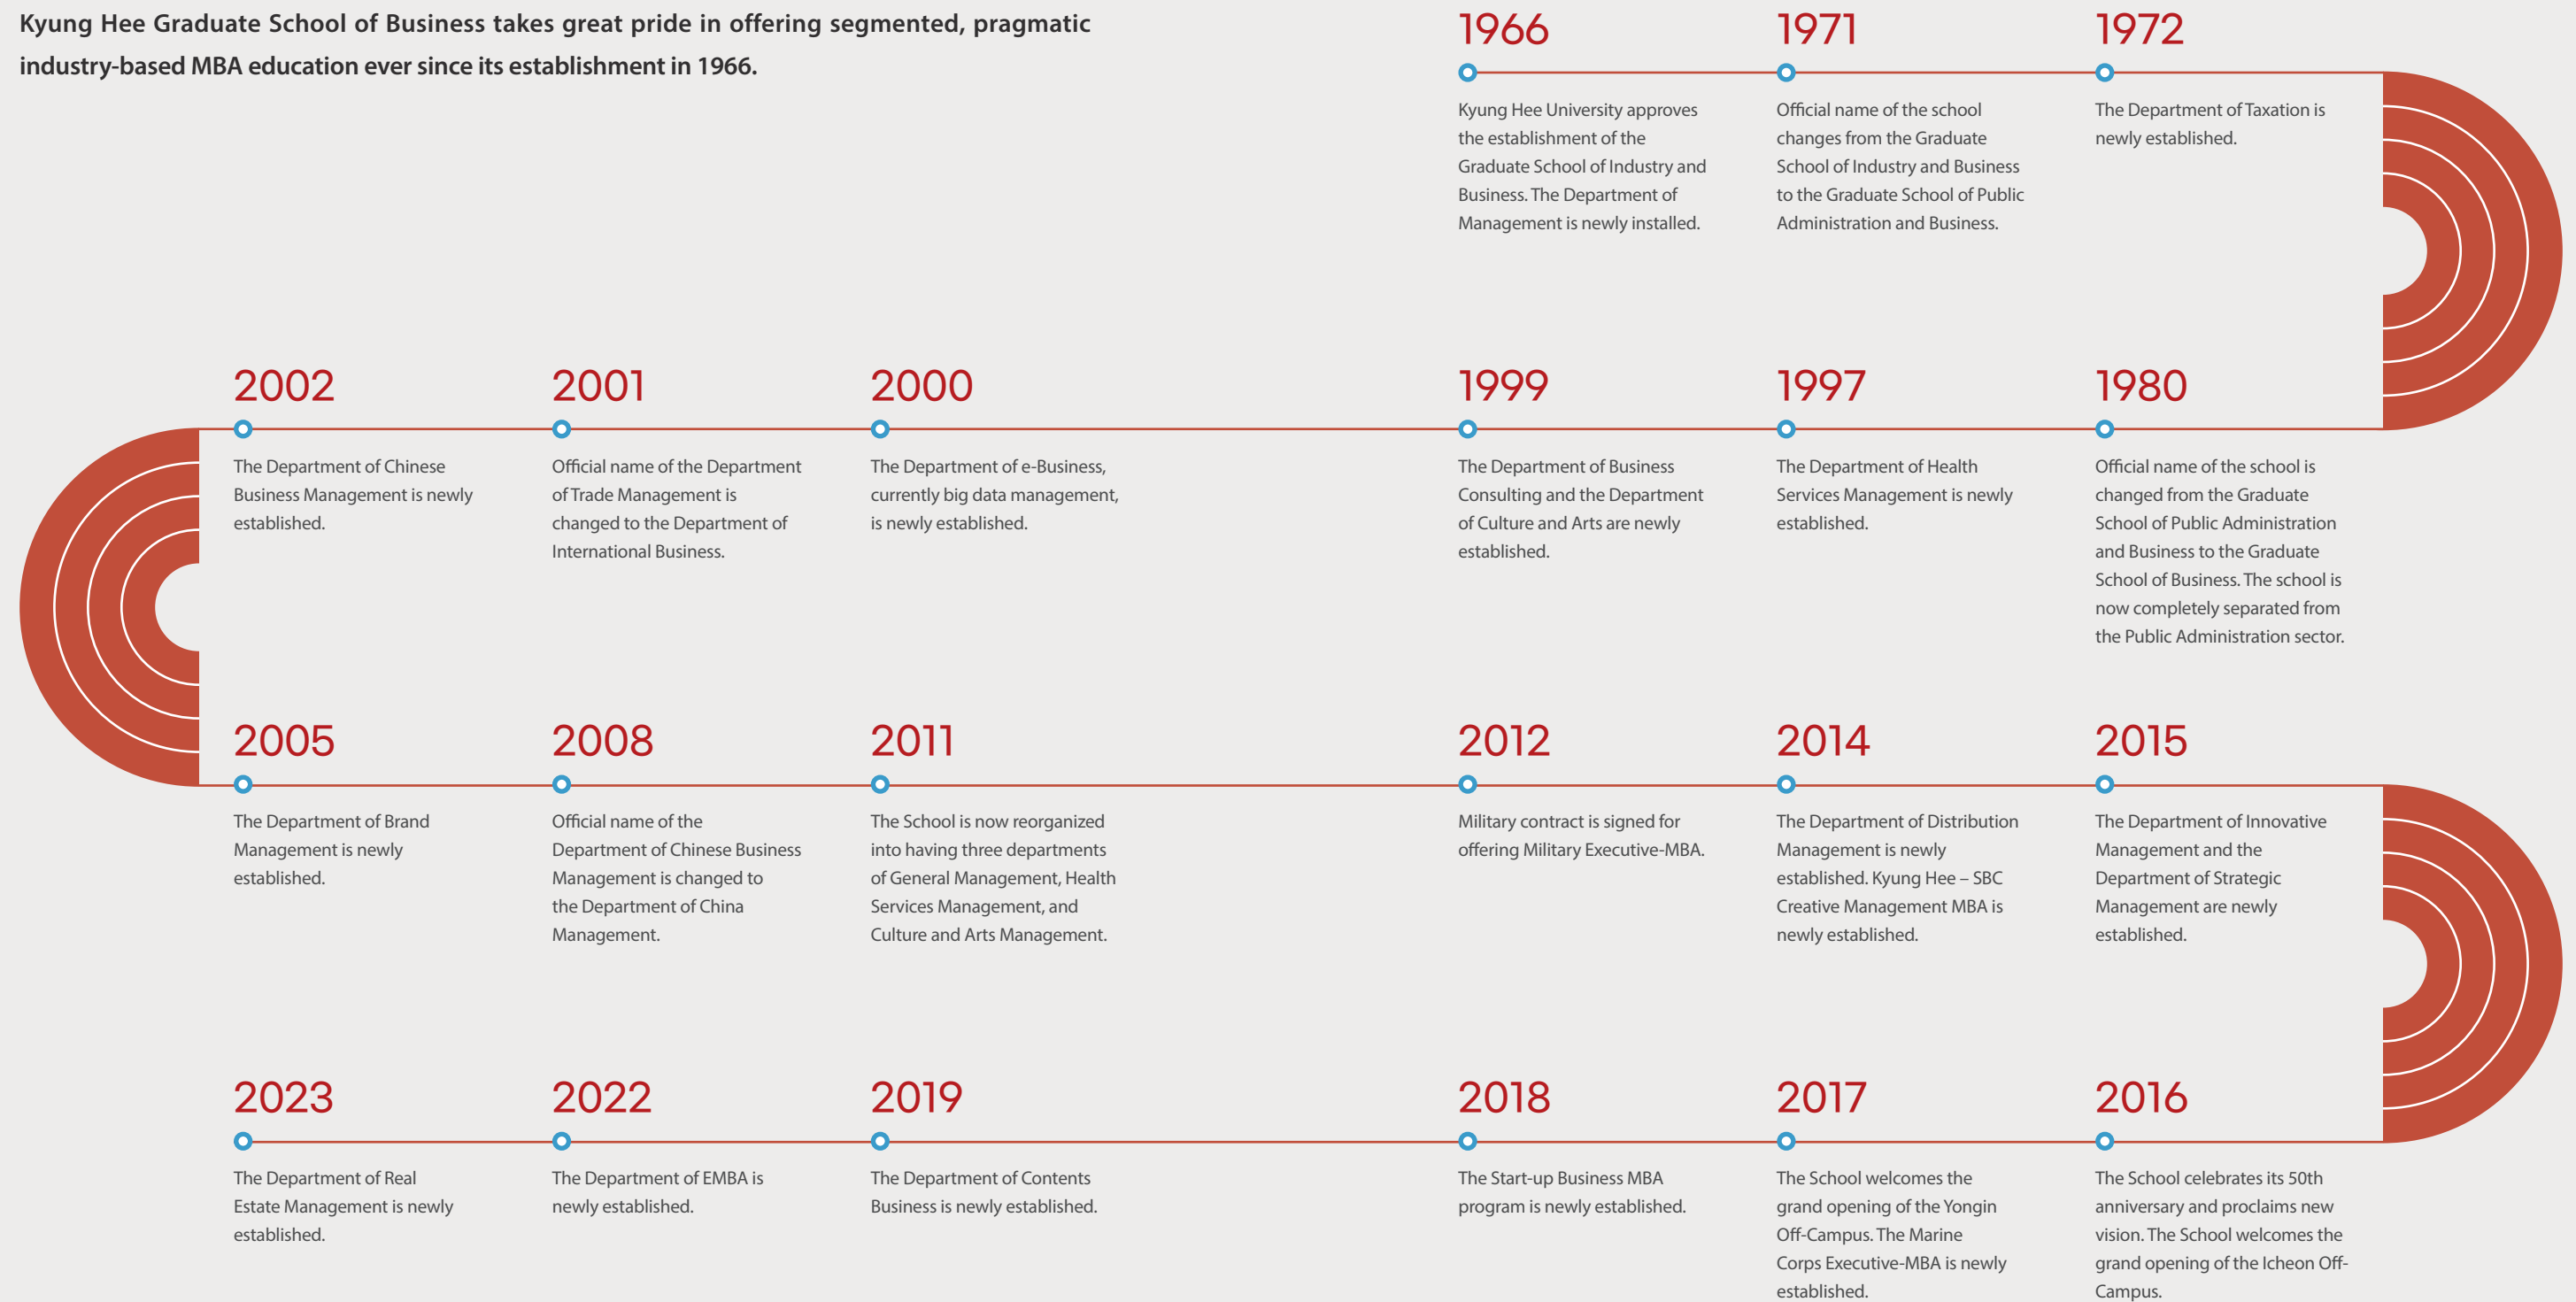 Kyung Hee Graduate School of Business takes great pride in offering segmented, pragmatic
industry-based MBA education ever since its establishment in 1966.
1966
Kyung Hee University approves
the establishment of the
Graduate School of Industry and
Business. The Department of
Management is newly installed.
1971
Official name of the school
changes from the Graduate
School of Industry and Business
to the Graduate School of Public
Administration and Business.
1972
The Department of Taxation is
newly established.
1980
Official name of the school is
changed from the Graduate
School of Public Administration
and Business to the Graduate
School of Business. The school is
now completely separated from
the Public Administration sector.
1997
The Department of Health
Services Management is newly
established.
1999
The Department of Business
Consulting and the Department
of Culture and Arts are newly
established.
2000
The Department of e-Business,
currently big data management,
is newly established.
2001
Official name of the Department
of Trade Management is
changed to the Department of
International Business.
2002
The Department of Chinese
Business Management is newly
established.
2005
The Department of Brand
Management is newly
established.
2008
Official name of the
Department of Chinese Business
Management is changed to
the Department of China
Management.
2011
The School is now reorganized
into having three departments
of General Management, Health
Services Management, and
Culture and Arts Management.
2012
Military contract is signed for
offering Military Executive-MBA.
2014
The Department of Distribution
Management is newly
established. Kyung Hee – SBC
Creative Management MBA is
newly established.
2015
The Department of Innovative
Management and the
Department of Strategic
Management are newly
established.
2016
The School celebrates its 50th
anniversary and proclaims new
vision. The School welcomes the
grand opening of the Icheon Off-
Campus.
2017
The School welcomes the
grand opening of the Yongin
Off-Campus. The Marine
Corps Executive-MBA is newly
established.
2018
The Start-up Business MBA
program is newly established.
2019
The Department of Contents
Business is newly established.
2022
The Department of EMBA is
newly established.
2023
The Department of Real
Estate Management is newly
established.